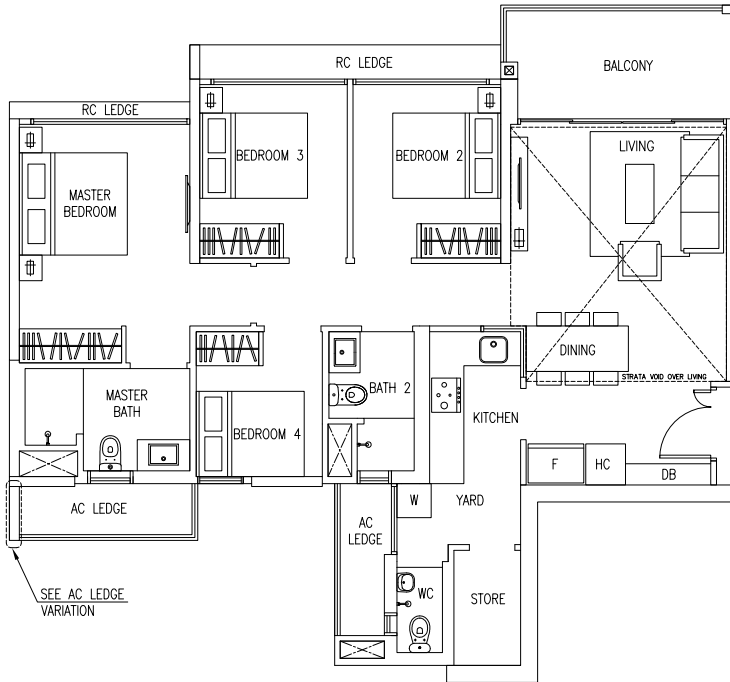 RC LEDGE
BALCONY
RC LEDGE
LIVING
BEDROOM 3
BEDROOM 2
MASTER
BEDROOM
DINING
STRATA VOID OVER LIVING
MASTER
BATH
BATH 2
KITCHEN
BEDROOM 4
F
HC
DB
W
YARD
AC LEDGE
AC
LEDGE
WC
STORE
SEE AC LEDGE
VARIATION